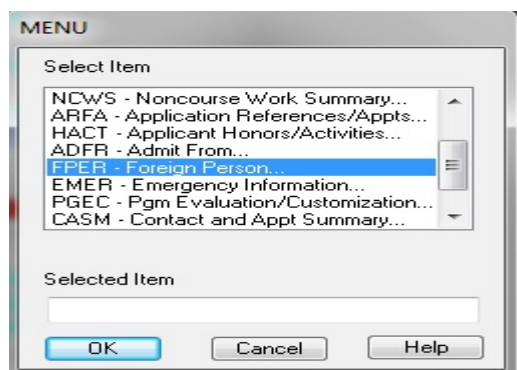 MENU
Select Item
NCWS - Noncourse Work Summary...
ARFA - Application References/Appts...
HACT - Applicant Honors/Activities...
ADFR - Admit From...
FPER - Foreign Person...
EMER - Emergency Information...
PGEC - Pgm Evaluation/Customization...
CASM - Contact and Appt Summary...
Selected Item
OK Cancel Help